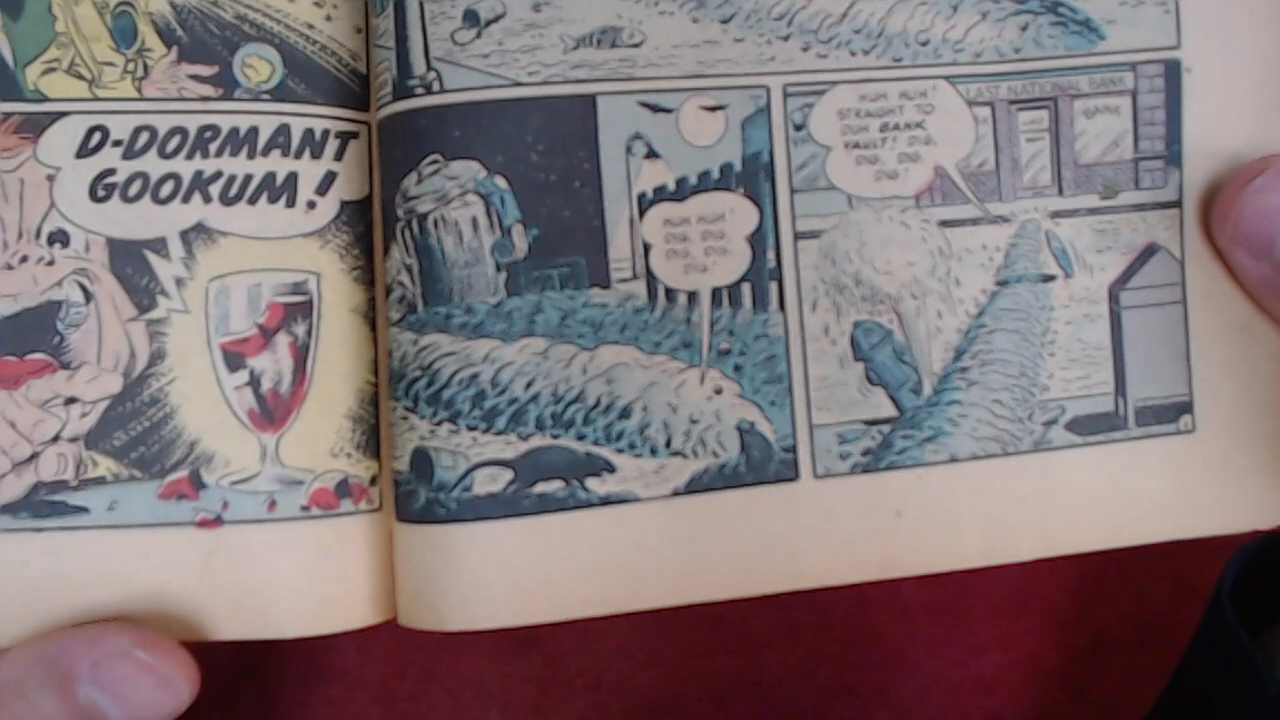 D-DORMANT
GOOKUM!
HUH HUH!
DIG, DIG,
DIG, DIG,
DIG!
HUH HUH!
STRAIGHT TO
DUH BANK
VAULT! DIG,
DIG, DIG,
DIG!
LAST NATIONAL BANK
BANK